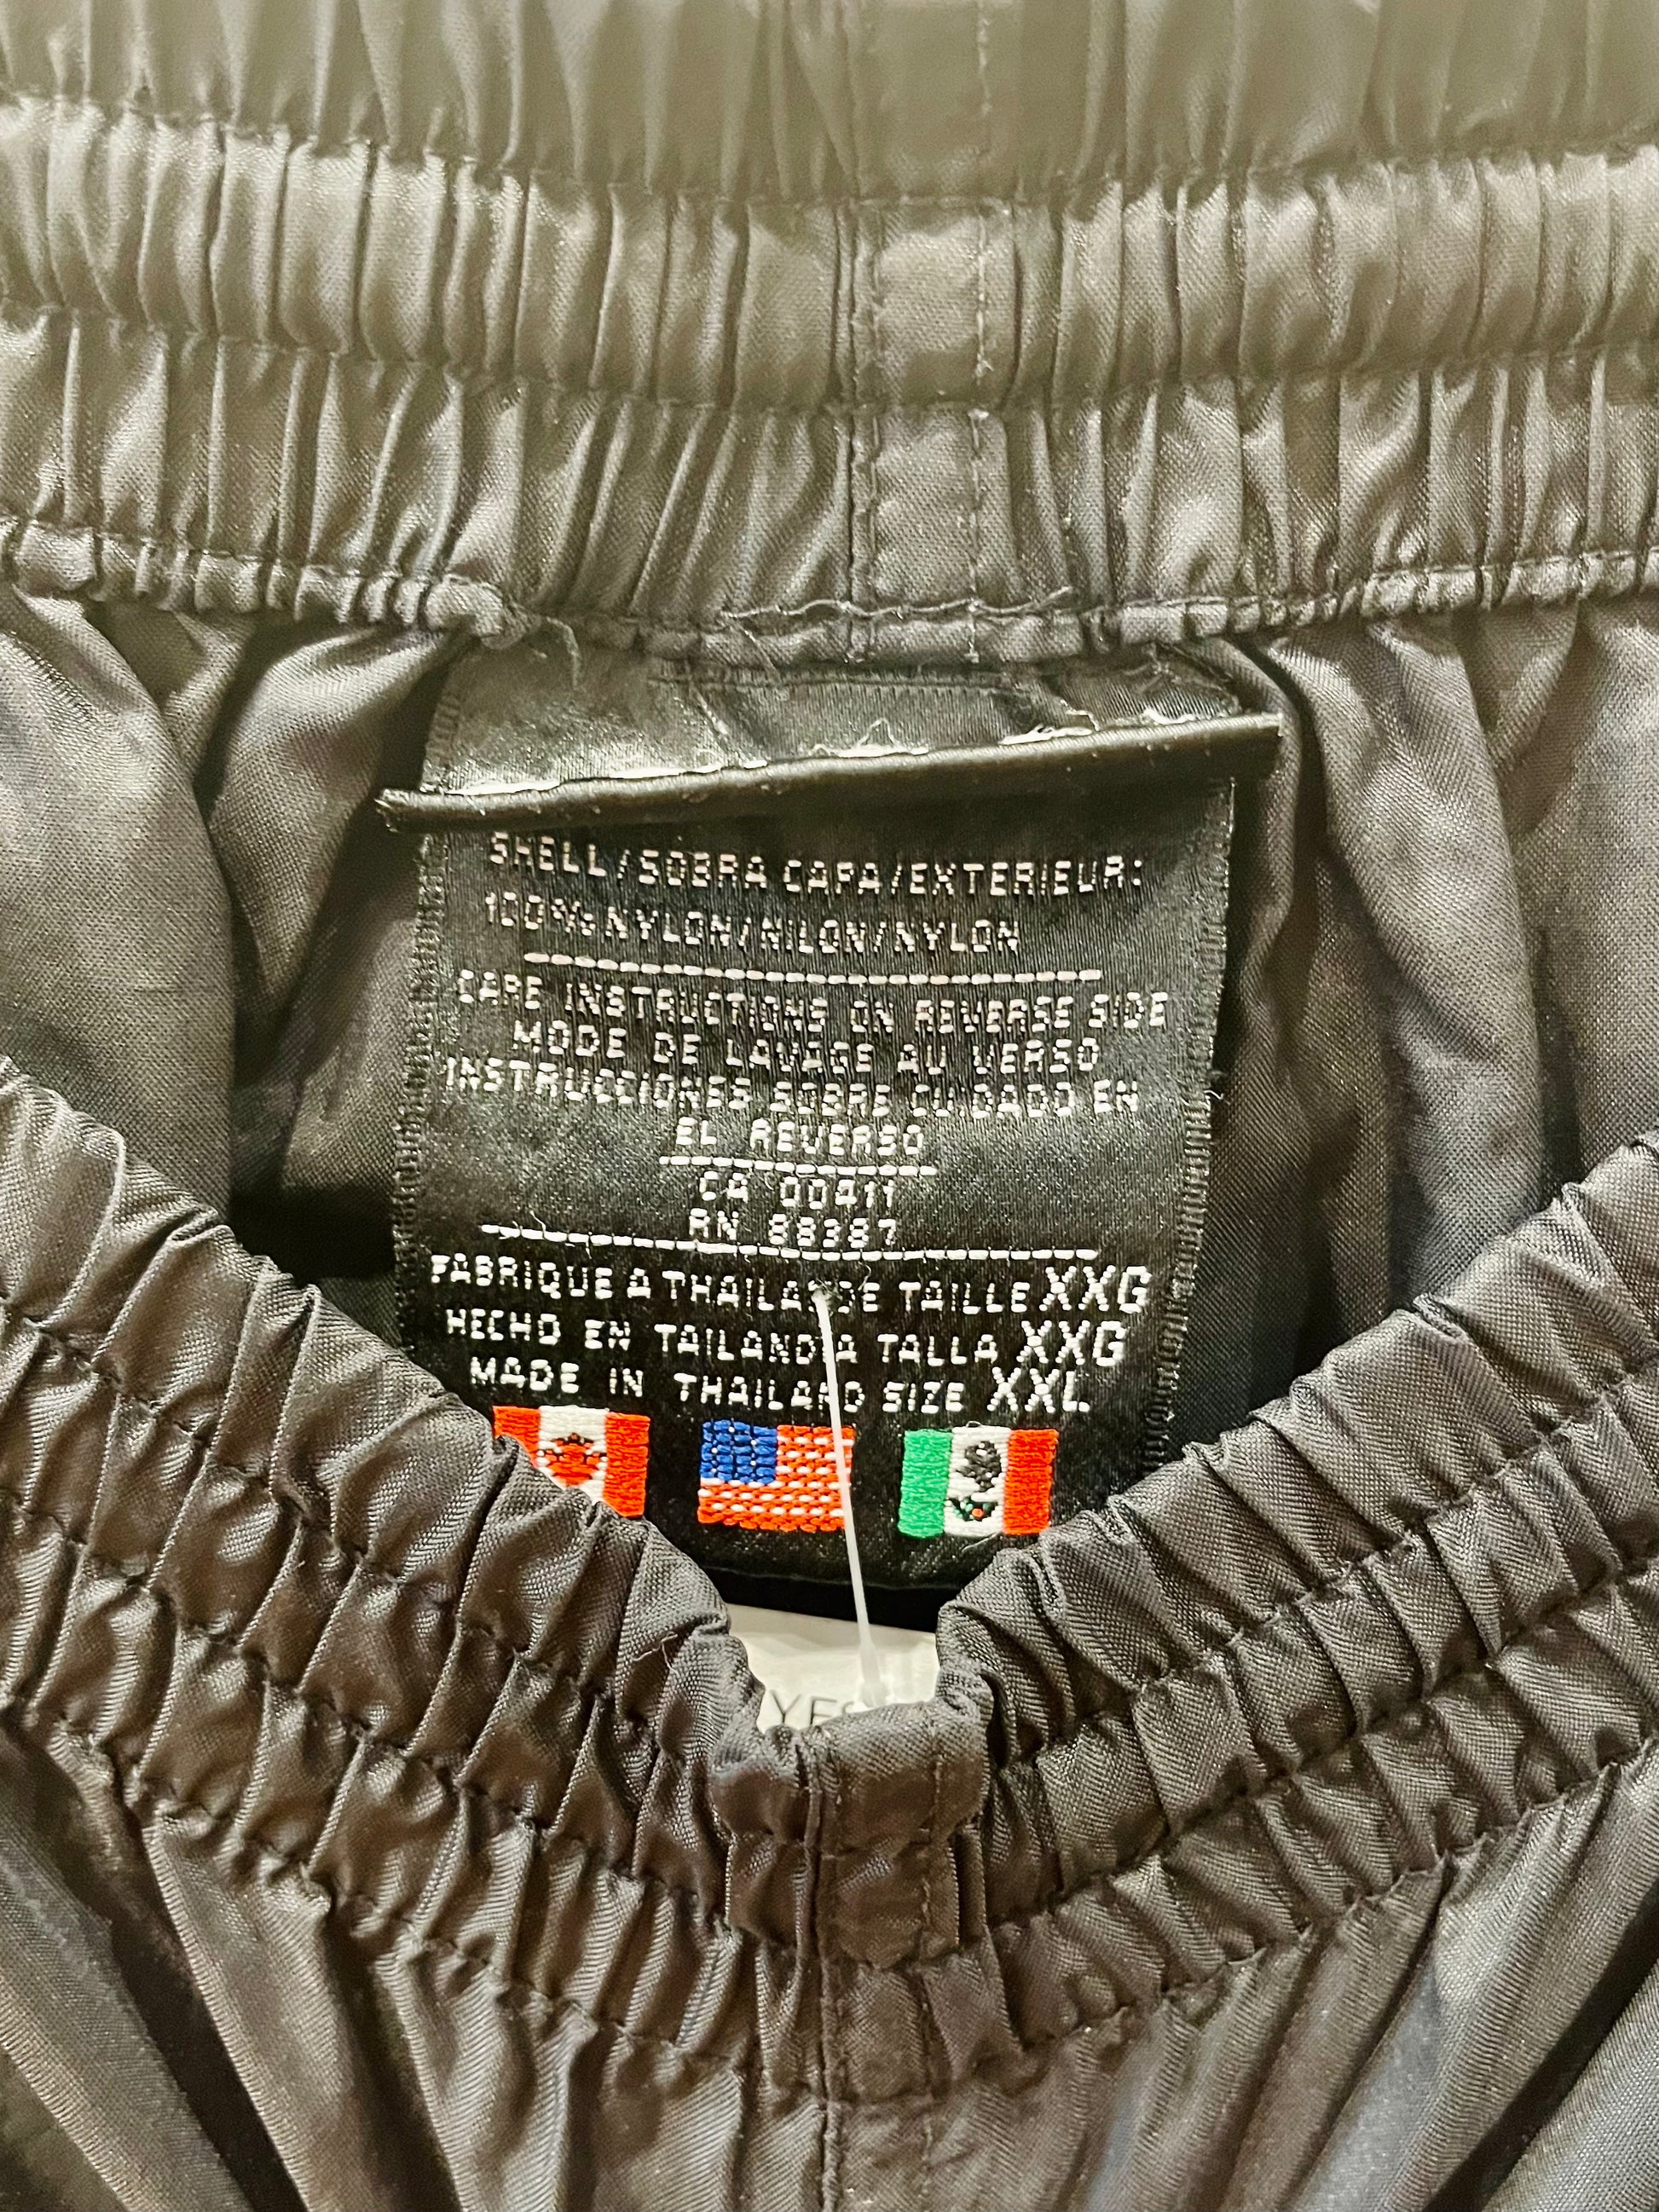 SHELL/SOBRA CAPA/EXTERIEUR:
100% NYLON/NILON/NYLON
CARE INSTRUCTIONS ON REVERSE SIDE
MODE DE LAVAGE AU VERSO
INSTRUCCIONES SOBRE CUIDADO EN
EL REVERSO
CA 00411
RN 88387
FABRIQUE A THAILANDE TAILLE XXG
HECHO EN TAILANDIA TALLA XXG
MADE IN THAILAND SIZE XXL